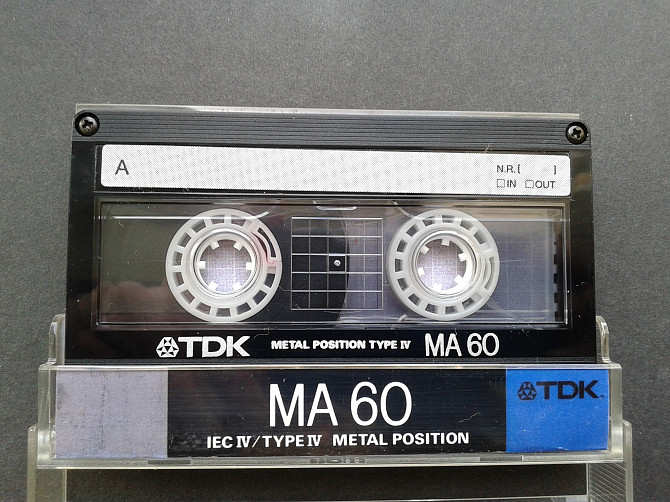 A
N.R.[ ]
IN OUT
TDK METAL POSITION TYPE IV MA 60
MA 60
TDK
IEC IV/TYPE IV METAL POSITION